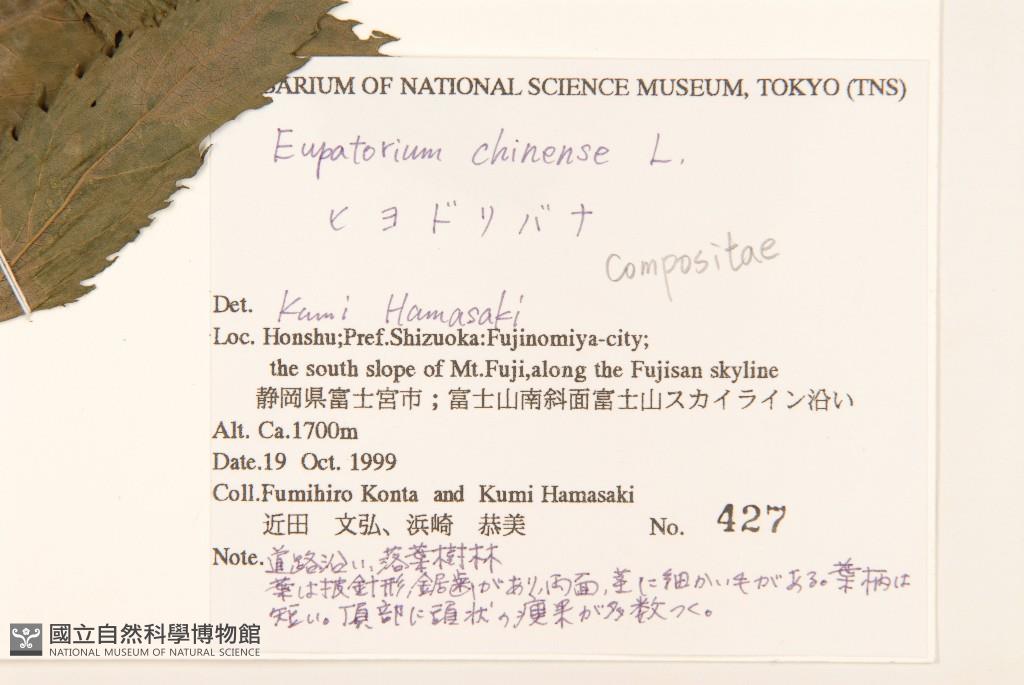 BARIUM OF NATIONAL SCIENCE MUSEUM, TOKYO (TNS)
Eupatorium chinense L.
ヒヨドリバナ
Compositae
Det. Kumi Hamasaki
Loc. Honshu;Pref.Shizuoka:Fujinomiya-city;
the south slope of Mt.Fuji,along the Fujisan skyline
静岡県富士宮市；富士山南斜面富士山スカイライン沿い
Alt. Ca.1700m
Date.19 Oct. 1999
Coll.Fumihiro Konta and Kumi Hamasaki
近田 文弘、浜崎 恭美 No. 427
Note.道路沿い、落葉樹林
葉は披針形、鋸歯があり、両面、茎に細かい毛がある。葉柄は
短い。頂部に頭状の痩果が多数つく。
國立自然科學博物館
NATIONAL MUSEUM OF NATURAL SCIENCE